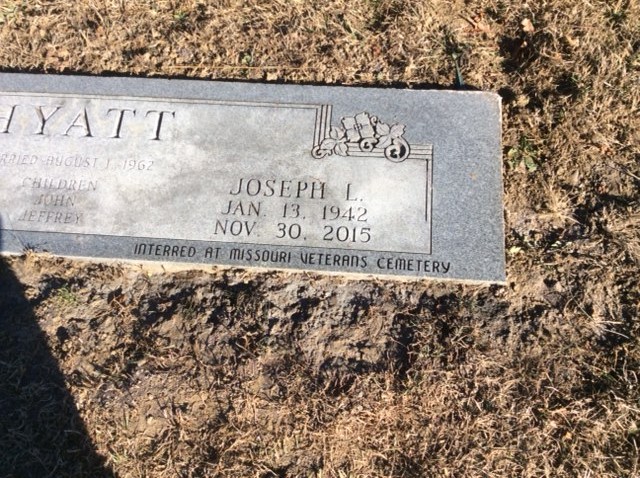 HYATT
MARRIED AUGUST 1, 1962
CHILDREN
JOHN
JEFFREY
JOSEPH L.
JAN. 13, 1942
NOV. 30, 2015
INTERRED AT MISSOURI VETERANS CEMETERY